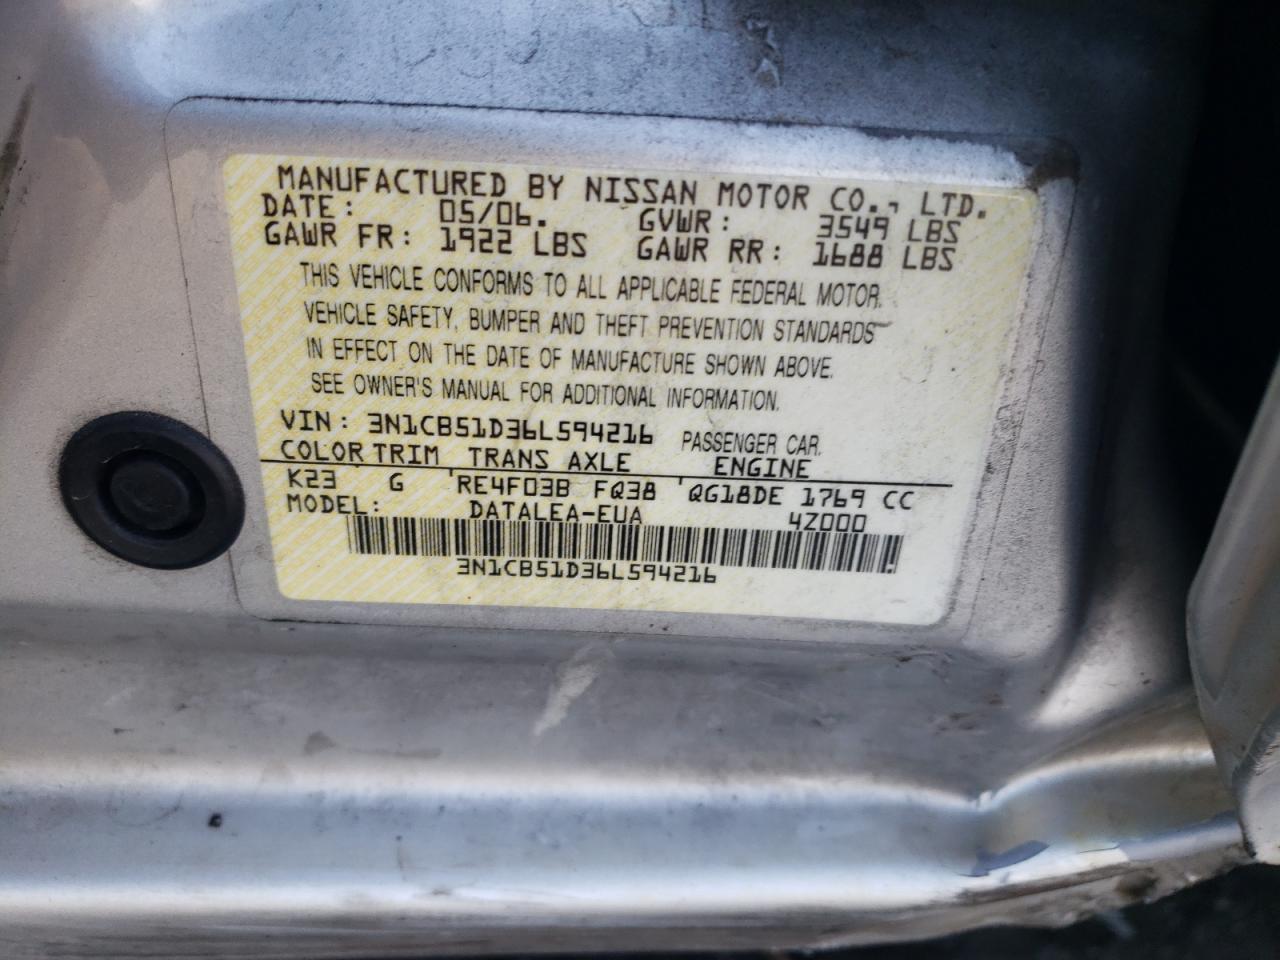 MANUFACTURED BY NISSAN MOTOR CO., LTD.
DATE: 05/06. GVWR: 3549 LBS
GAWR FR: 1922 LBS GAWR RR: 1688 LBS
THIS VEHICLE CONFORMS TO ALL APPLICABLE FEDERAL MOTOR
VEHICLE SAFETY, BUMPER AND THEFT PREVENTION STANDARDS
IN EFFECT ON THE DATE OF MANUFACTURE SHOWN ABOVE.
SEE OWNER'S MANUAL FOR ADDITIONAL INFORMATION.
VIN: 3N1CB51D36L594216 PASSENGER CAR.
COLOR TRIM TRANS AXLE ENGINE
K23 G RE4F03B FQ38 QG18DE 1769 CC
MODEL: DATALEA-EUA 4Z000
3N1CB51D36L594216